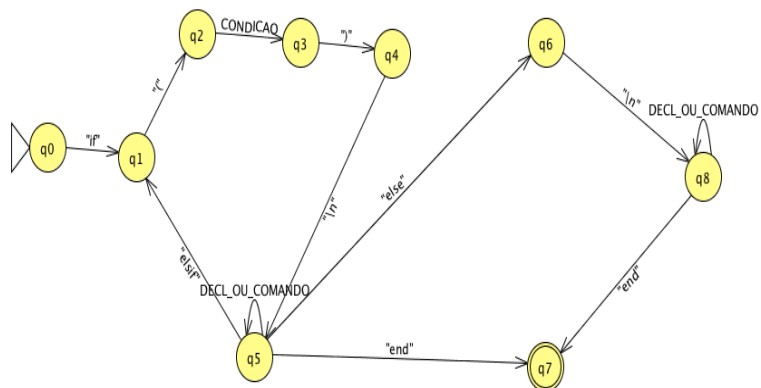 q0
"if"
q1
"("
q2
CONDICAO
q3
")"
q4
"\n"
"elsif"
DECL_OU_COMANDO
q5
"else"
q6
"\n"
DECL_OU_COMANDO
q8
"end"
"end"
q7